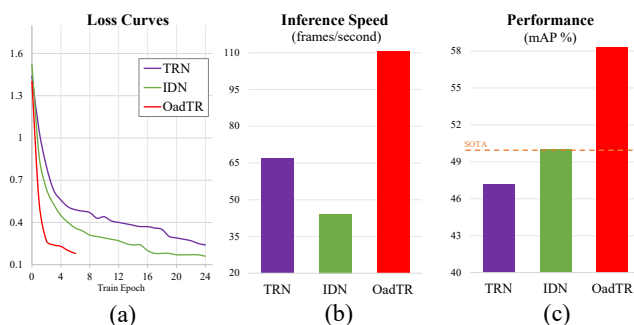 Loss Curves
1.6
1.3
1
0.7
0.4
0.1
0
4
8
12
16
20
24
Train Epoch
TRN
IDN
OadTR
(a)
Inference Speed
(frames/second)
110
95
80
65
50
35
20
TRN
IDN
OadTR
(b)
Performance
(mAP %)
58
55
52
49
46
43
40
SOTA
TRN
IDN
OadTR
(c)